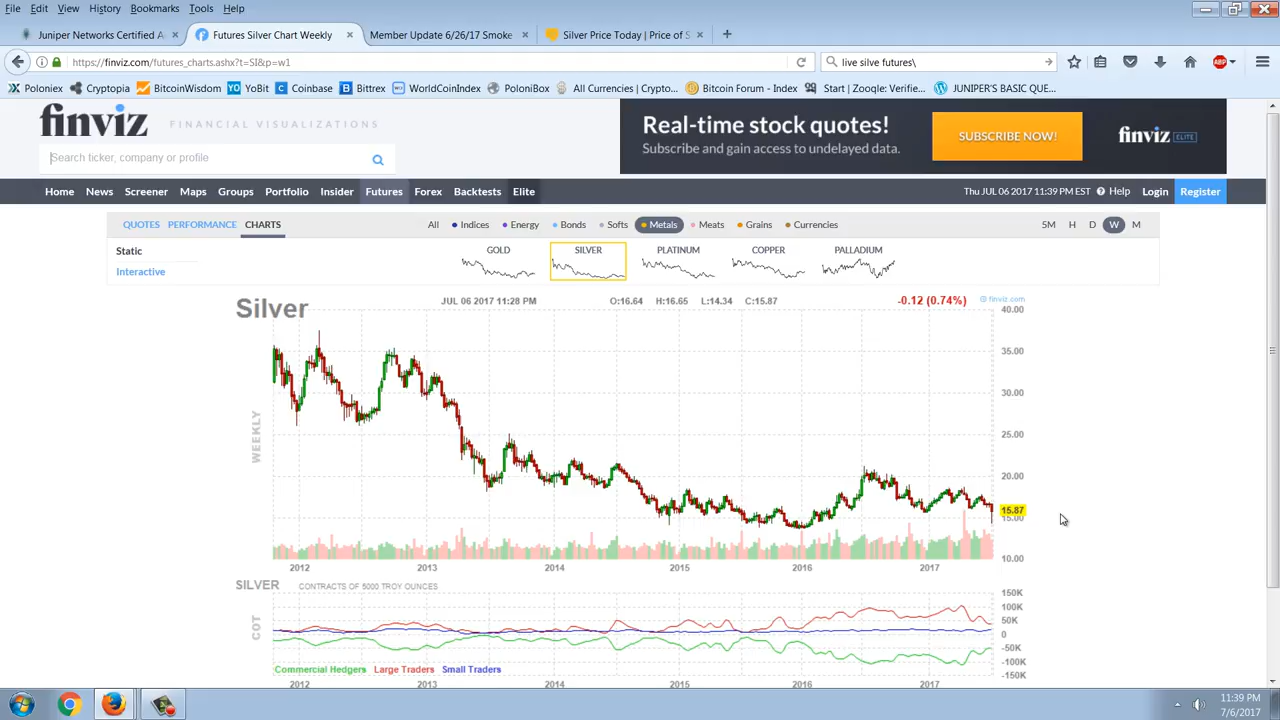 File Edit View History Bookmarks Tools Help
Juniper Networks Certified A
Futures Silver Chart Weekly
Member Update 6/26/17 Smoke
Silver Price Today | Price of S
https://finviz.com/futures_charts.ashx?t=SI&p=w1
live silve futures\
ABP
Poloniex Cryptopia BitcoinWisdom YoBit Coinbase Bittrex WorldCoinIndex PoloniBox All Currencies | Crypto... Bitcoin Forum - Index Start | Zooqle: Verifie... JUNIPER'S BASIC QUE...
finviz FINANCIAL VISUALIZATIONS
Real-time stock quotes!
Subscribe and gain access to undelayed data.
SUBSCRIBE NOW!
finviz ELITE
Search ticker, company or profile
Home News Screener Maps Groups Portfolio Insider Futures Forex Backtests Elite
Thu JUL 06 2017 11:39 PM EST Help Login Register
QUOTES PERFORMANCE CHARTS
All Indices Energy Bonds Softs Metals Meats Grains Currencies
5M H D W M
Static
Interactive
GOLD SILVER PLATINUM COPPER PALLADIUM
Silver
JUL 06 2017 11:28 PM O:16.64 H:16.65 L:14.34 C:15.87 -0.12 (0.74%) © finviz.com
40.00
35.00
30.00
25.00
20.00
15.87
15.00
10.00
WEEKLY
2012 2013 2014 2015 2016 2017
SILVER CONTRACTS OF 5000 TROY OUNCES
150K
100K
50K
0
-50K
-100K
-150K
COT
Commercial Hedgers Large Traders Small Traders
2012 2013 2014 2015 2016 2017
11:39 PM
7/6/2017